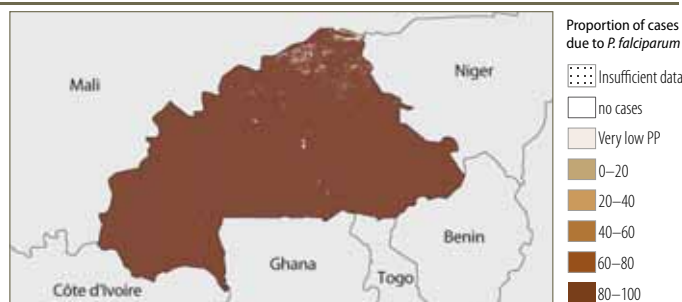 Proportion of cases
due to P. falciparum
Insufficient data
no cases
Very low PP
0–20
20–40
40–60
60–80
80–100
Mali
Niger
Benin
Ghana
Togo
Côte d'Ivoire